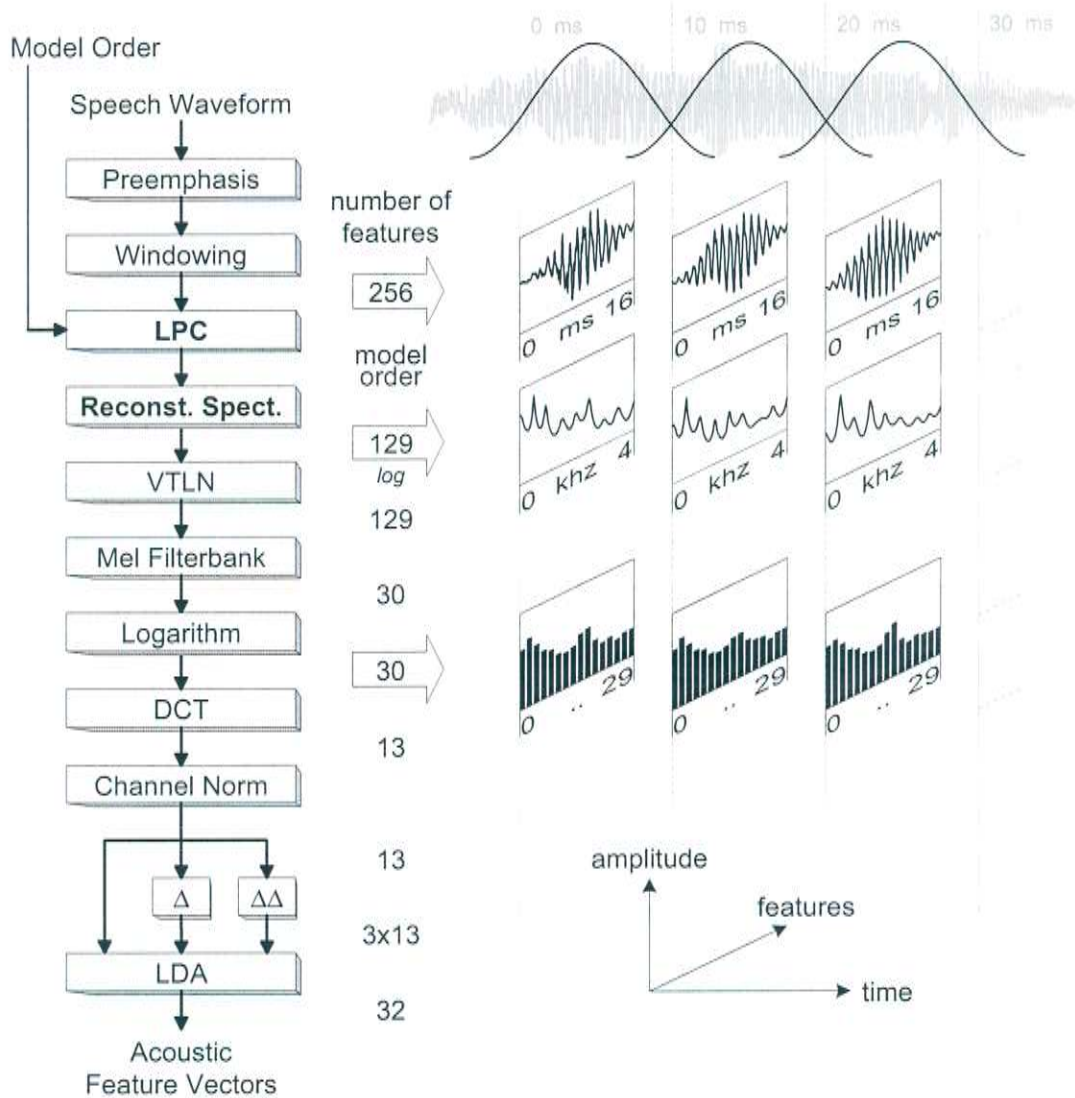 Model Order
Speech Waveform
Preemphasis
Windowing
LPC
Reconst. Spect.
VTLN
Mel Filterbank
Logarithm
DCT
Channel Norm
Δ ΔΔ
LDA
Acoustic
Feature Vectors
number of
features
256
model
order
129
log
129
30
30
13
13
3x13
32
0 ms 10 ms 20 ms 30 ms
0 ms 16 0 ms 16 0 ms 16
0 khz 4 0 khz 4 0 khz 4
0 .. 29 0 .. 29 0 .. 29
amplitude
features
time